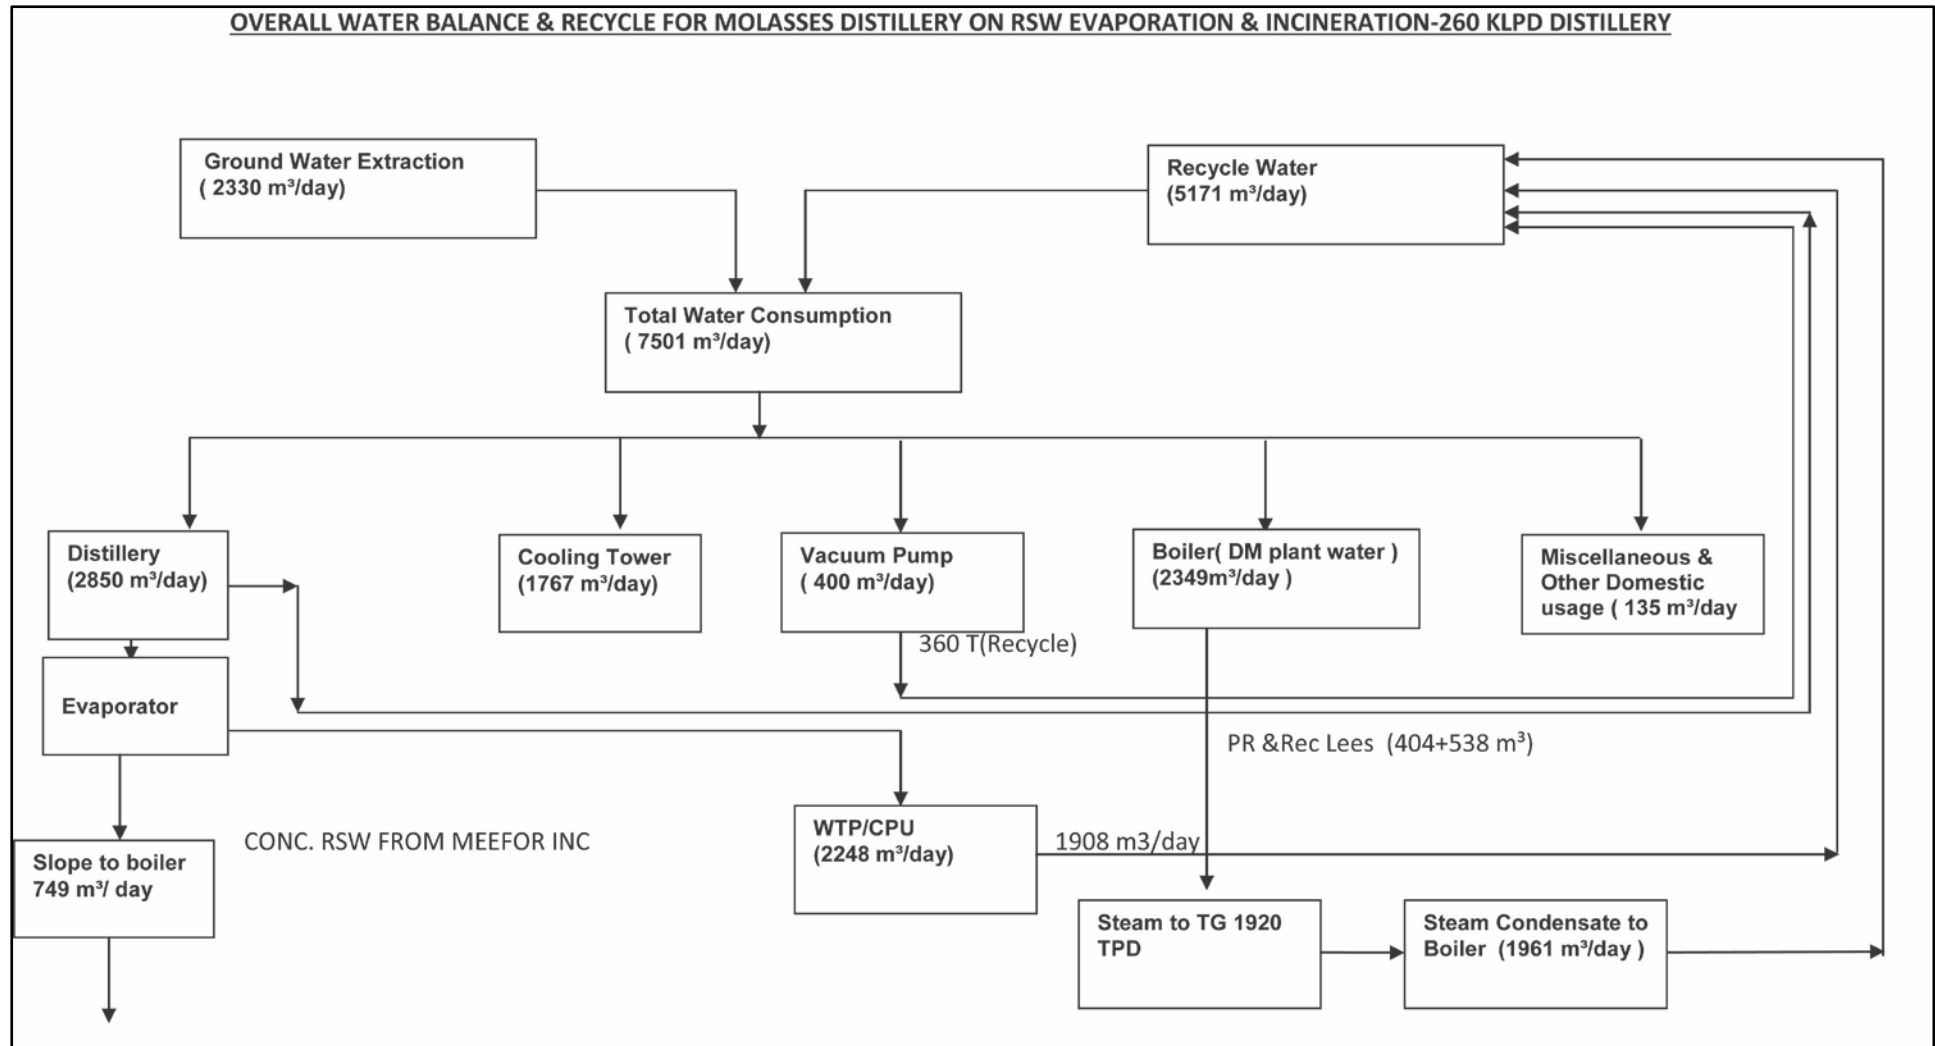 OVERALL WATER BALANCE & RECYCLE FOR MOLASSES DISTILLERY ON RSW EVAPORATION & INCINERATION-260 KLPD DISTILLERY
Ground Water Extraction
( 2330 m³/day)
Recycle Water
(5171 m³/day)
Total Water Consumption
( 7501 m³/day)
Distillery
(2850 m³/day)
Cooling Tower
(1767 m³/day)
Vacuum Pump
( 400 m³/day)
Boiler( DM plant water )
(2349m³/day )
Miscellaneous &
Other Domestic
usage ( 135 m³/day
360 T(Recycle)
Evaporator
PR &Rec Lees (404+538 m³)
WTP/CPU
(2248 m³/day)
1908 m3/day
CONC. RSW FROM MEEFOR INC
Slope to boiler
749 m³/ day
Steam to TG 1920
TPD
Steam Condensate to
Boiler (1961 m³/day )